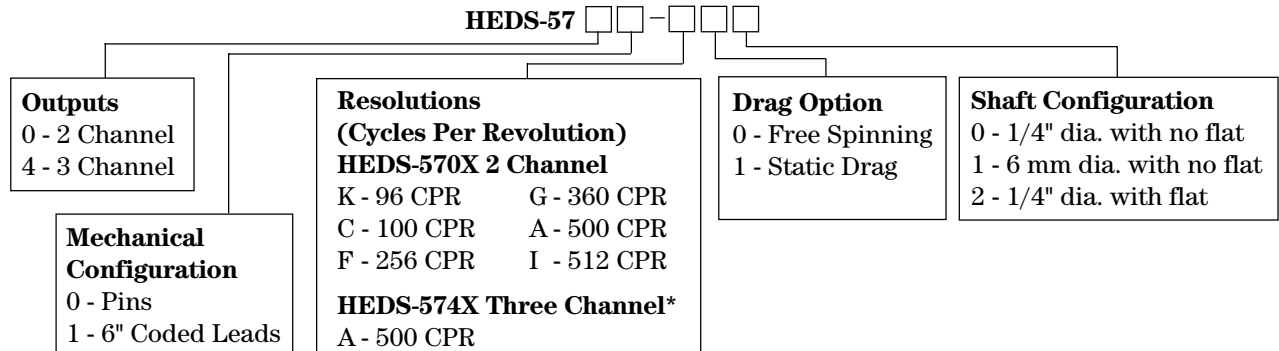 HEDS-57 □□-□□□
Outputs
0 - 2 Channel
4 - 3 Channel
Mechanical
Configuration
0 - Pins
1 - 6" Coded Leads
Resolutions
(Cycles Per Revolution)
HEDS-570X 2 Channel
K - 96 CPR G - 360 CPR
C - 100 CPR A - 500 CPR
F - 256 CPR I - 512 CPR
HEDS-574X Three Channel*
A - 500 CPR
Drag Option
0 - Free Spinning
1 - Static Drag
Shaft Configuration
0 - 1/4" dia. with no flat
1 - 6 mm dia. with no flat
2 - 1/4" dia. with flat